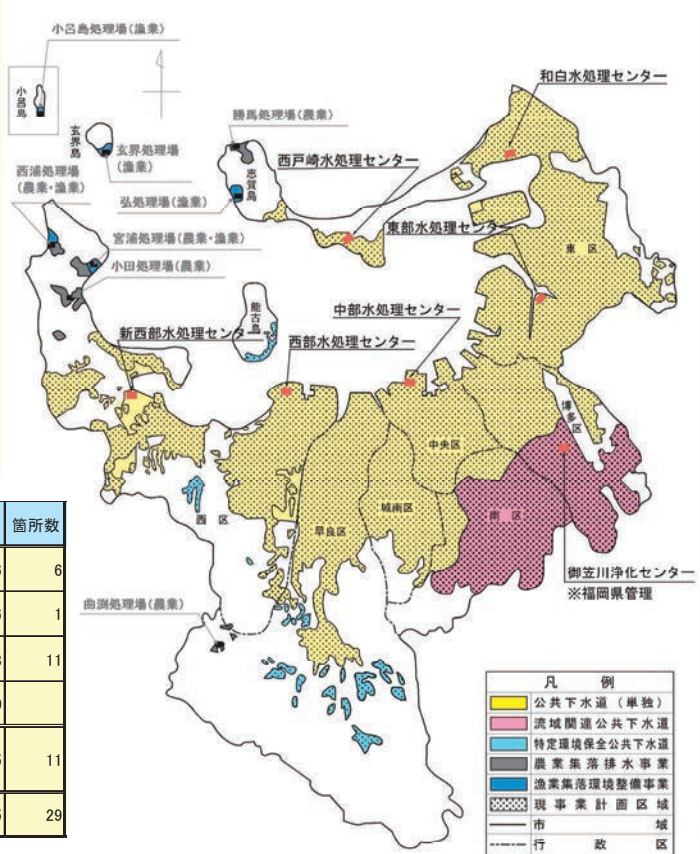 小呂島処理場(漁業)
小呂島
玄界島
玄界処理場
(漁業)
西浦処理場
(農業・漁業)
勝馬処理場(農業)
志賀島
弘処理場(漁業)
宮浦処理場(農業・漁業)
小田処理場(農業)
西戸崎水処理センター
和白水処理センター
東部水処理センター
東区
能古島
新西部水処理センター
西部水処理センター
中部水処理センター
博多区
中央区
城南区
早良区
西区
南区
御笠川浄化センター
※福岡県管理
曲渕処理場(農業)
箇所数
6
1
11
11
29
凡例
公共下水道(単独)
流域関連公共下水道
特定環境保全公共下水道
農業集落排水事業
漁業集落環境整備事業
現事業計画区域
市域
行政区